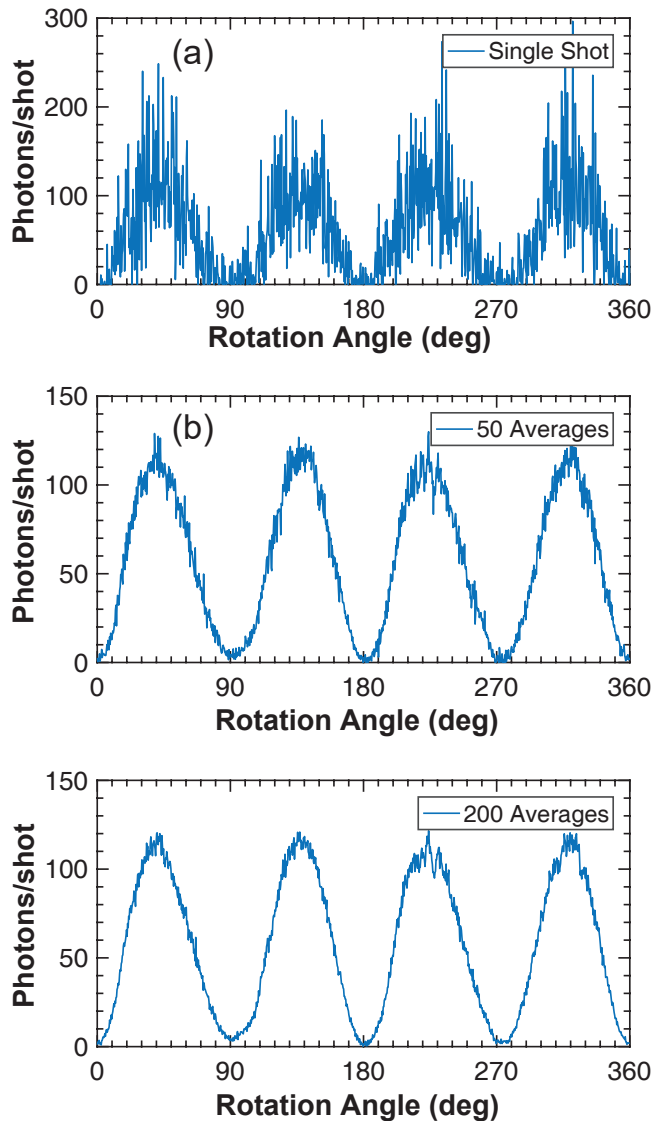 300
200
100
0
Photons/shot
(a)
Single Shot
0 90 180 270 360
Rotation Angle (deg)
150
100
50
0
Photons/shot
(b)
50 Averages
0 90 180 270 360
Rotation Angle (deg)
150
100
50
0
Photons/shot
200 Averages
0 90 180 270 360
Rotation Angle (deg)